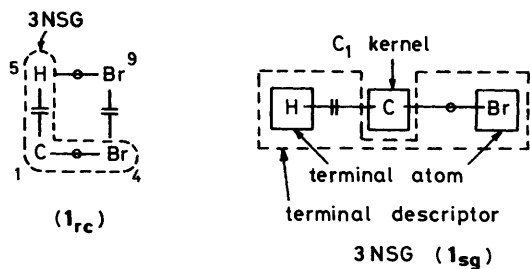 3NSG
5 H Br 9
C Br
1 4
(1rc)
C1 kernel
H C Br
terminal atom
terminal descriptor
3NSG (1sg)